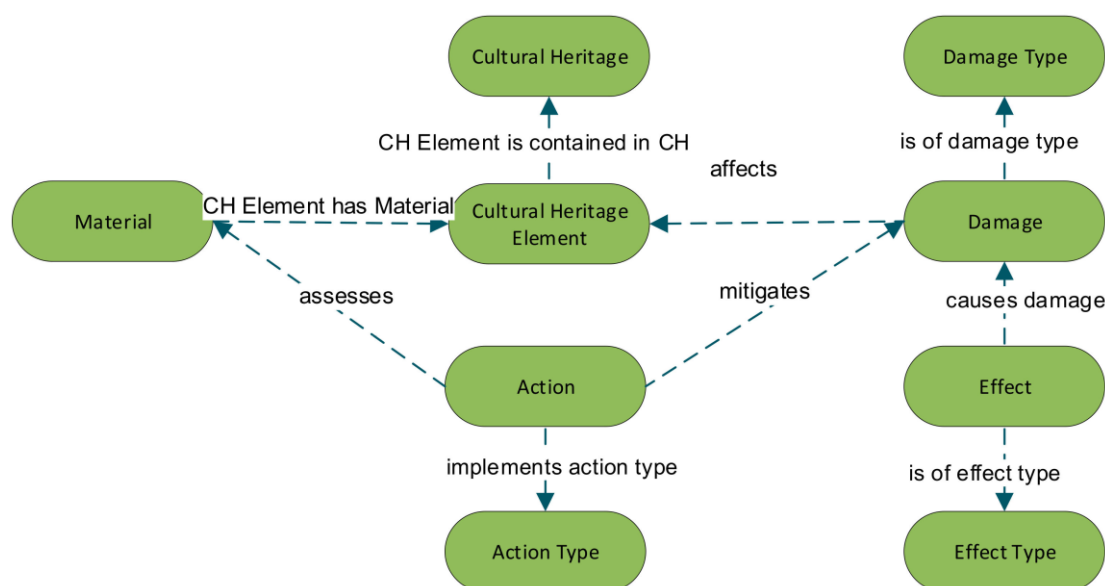 Cultural Heritage
Damage Type
CH Element is contained in CH
is of damage type
affects
Material
CH Element has Material
Cultural Heritage
Element
Damage
assesses
mitigates
causes damage
Action
Effect
implements action type
is of effect type
Action Type
Effect Type